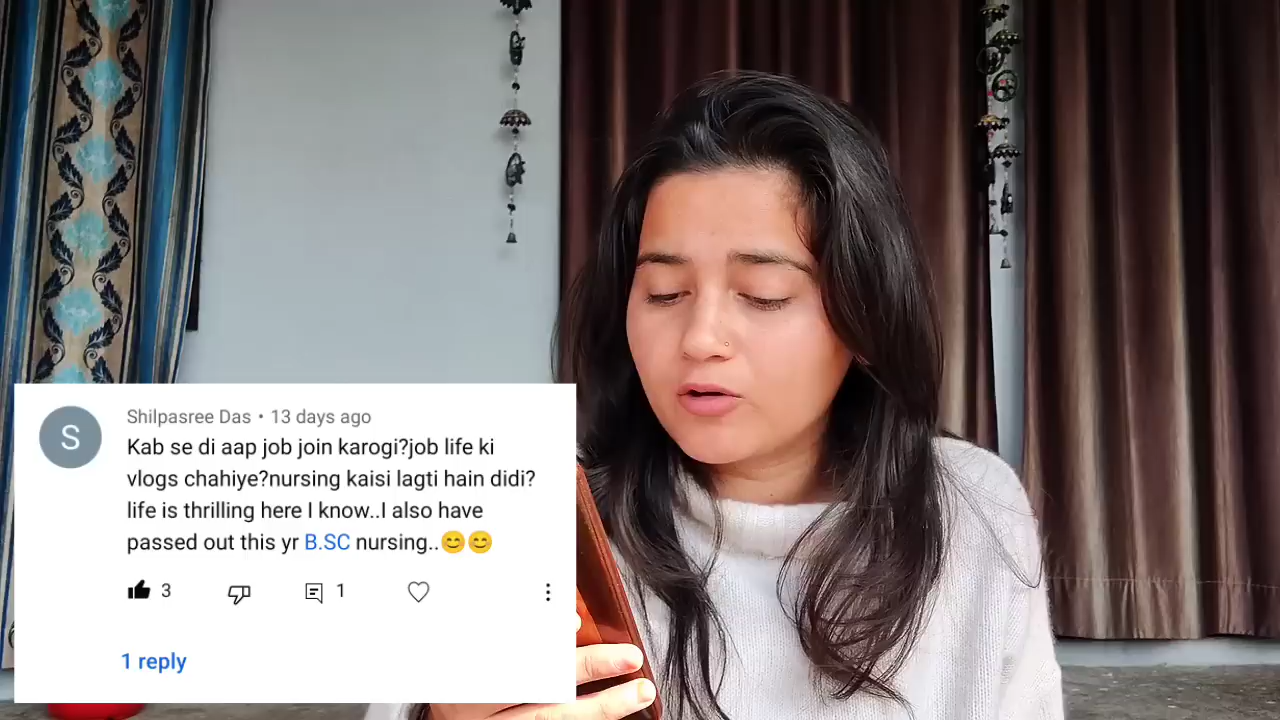 S
Shilpasree Das • 13 days ago
Kab se di aap job join karogi?job life ki
vlogs chahiye?nursing kaisi lagti hain didi?
life is thrilling here I know..I also have
passed out this yr B.SC nursing..😊😊
3
1
1 reply